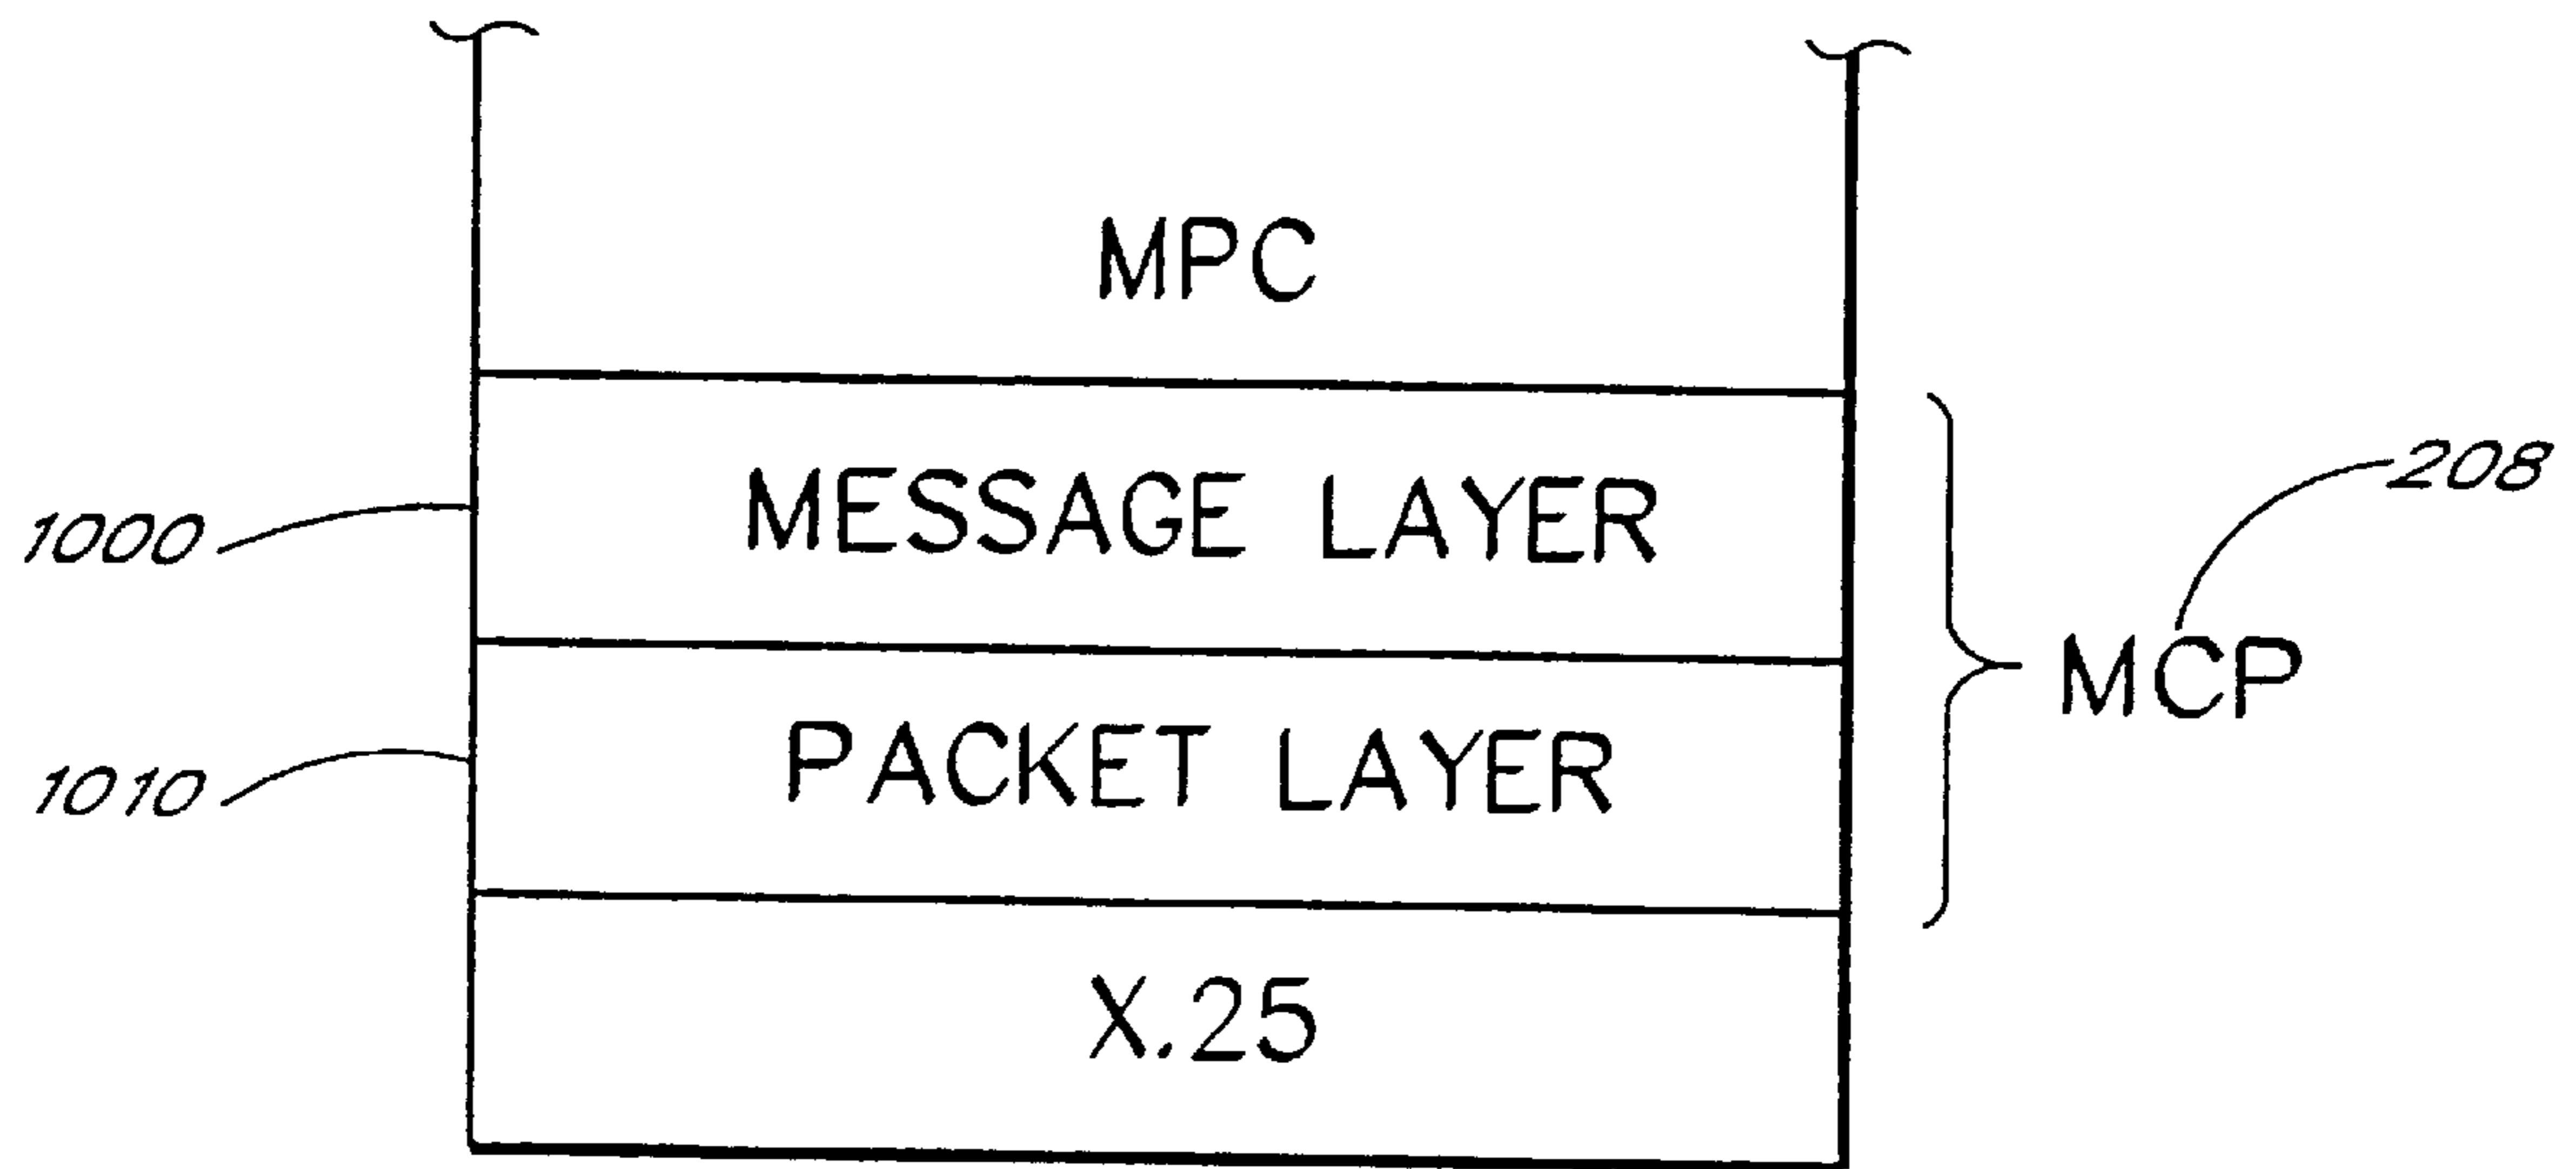 MPC
MESSAGE LAYER
1000
208
MCP
PACKET LAYER
1010
X.25